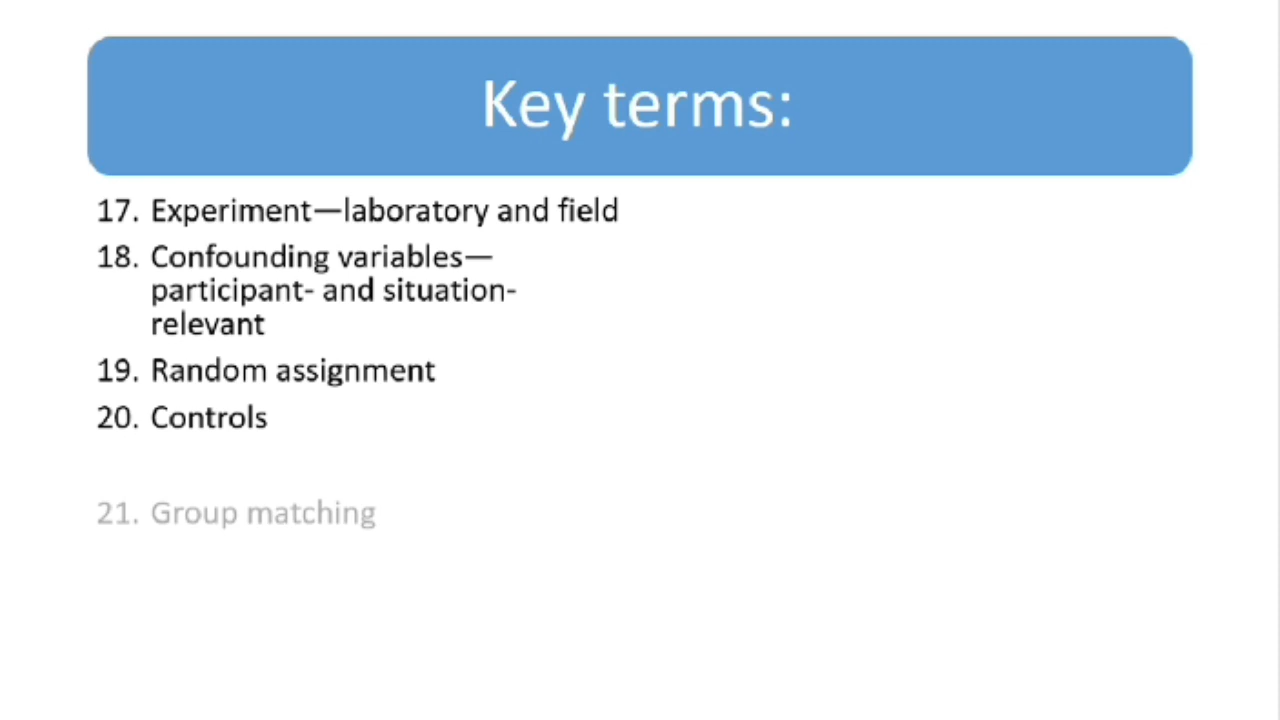 Key terms:
17. Experiment—laboratory and field
18. Confounding variables—
participant- and situation-
relevant
19. Random assignment
20. Controls
21. Group matching